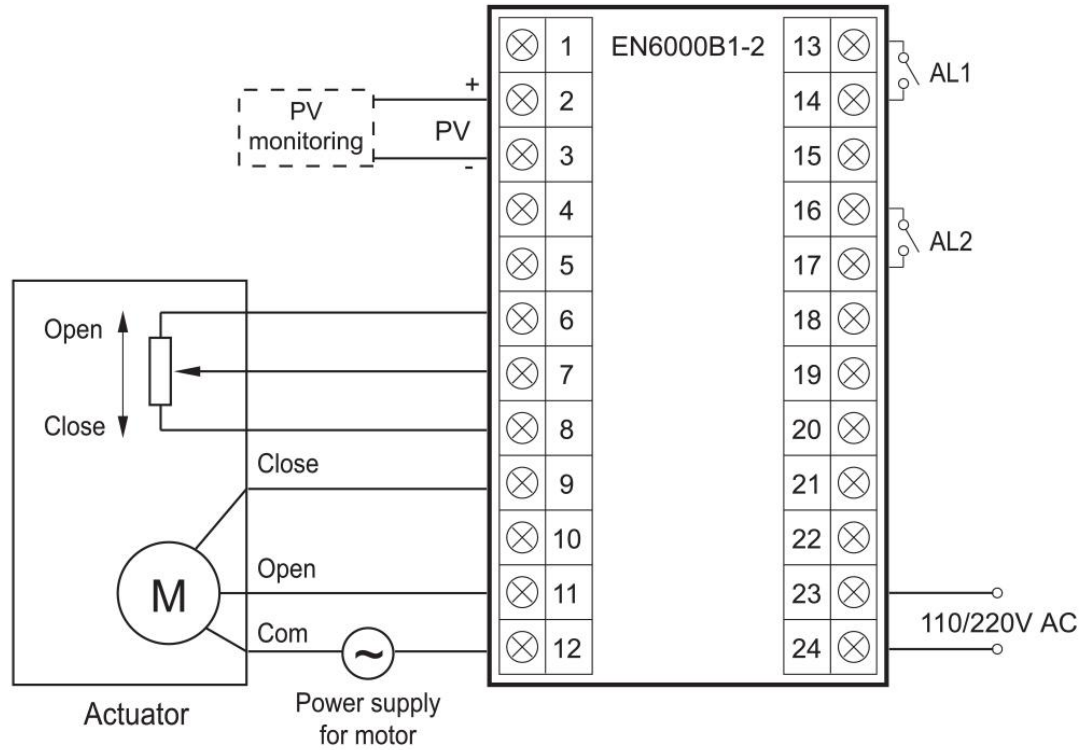 EN6000B1-2
1
2
3
4
5
6
7
8
9
10
11
12
13
14
15
16
17
18
19
20
21
22
23
24
AL1
AL2
110/220V AC
PV
monitoring
+
PV
-
Open
Close
Close
M
Open
Com
~
Power supply
for motor
Actuator